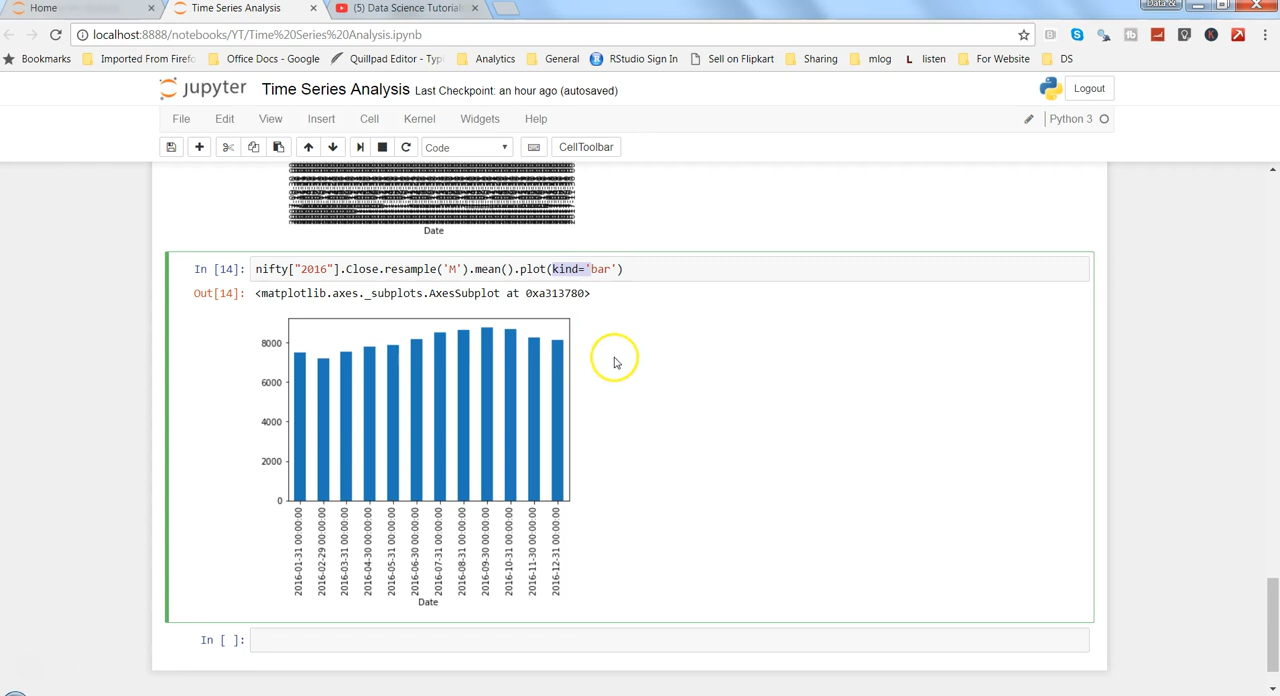 Home
Time Series Analysis
(5) Data Science Tutorials
Data &
localhost:8888/notebooks/YT/Time%20Series%20Analysis.ipynb
Bookmarks Imported From Firefo Office Doc - Google Quillpad Editor - Typi Analytics General RStudio Sign In Sell on Flipkart Sharing mlog L listen For Website DS
jupyter Time Series Analysis Last Checkpoint: an hour ago (autosaved) Logout
File Edit View Insert Cell Kernel Widgets Help Python 3
Code CellToolbar
Date
In [14]: nifty["2016"].Close.resample('M').mean().plot(kind='bar')
Out[14]: <matplotlib.axes._subplots.AxesSubplot at 0xa313780>
8000
6000
4000
2000
0
2016-01-31 00:00:00
2016-02-29 00:00:00
2016-03-31 00:00:00
2016-04-30 00:00:00
2016-05-31 00:00:00
2016-06-30 00:00:00
2016-07-31 00:00:00
2016-08-31 00:00:00
2016-09-30 00:00:00
2016-10-31 00:00:00
2016-11-30 00:00:00
2016-12-31 00:00:00
Date
In [ ]: